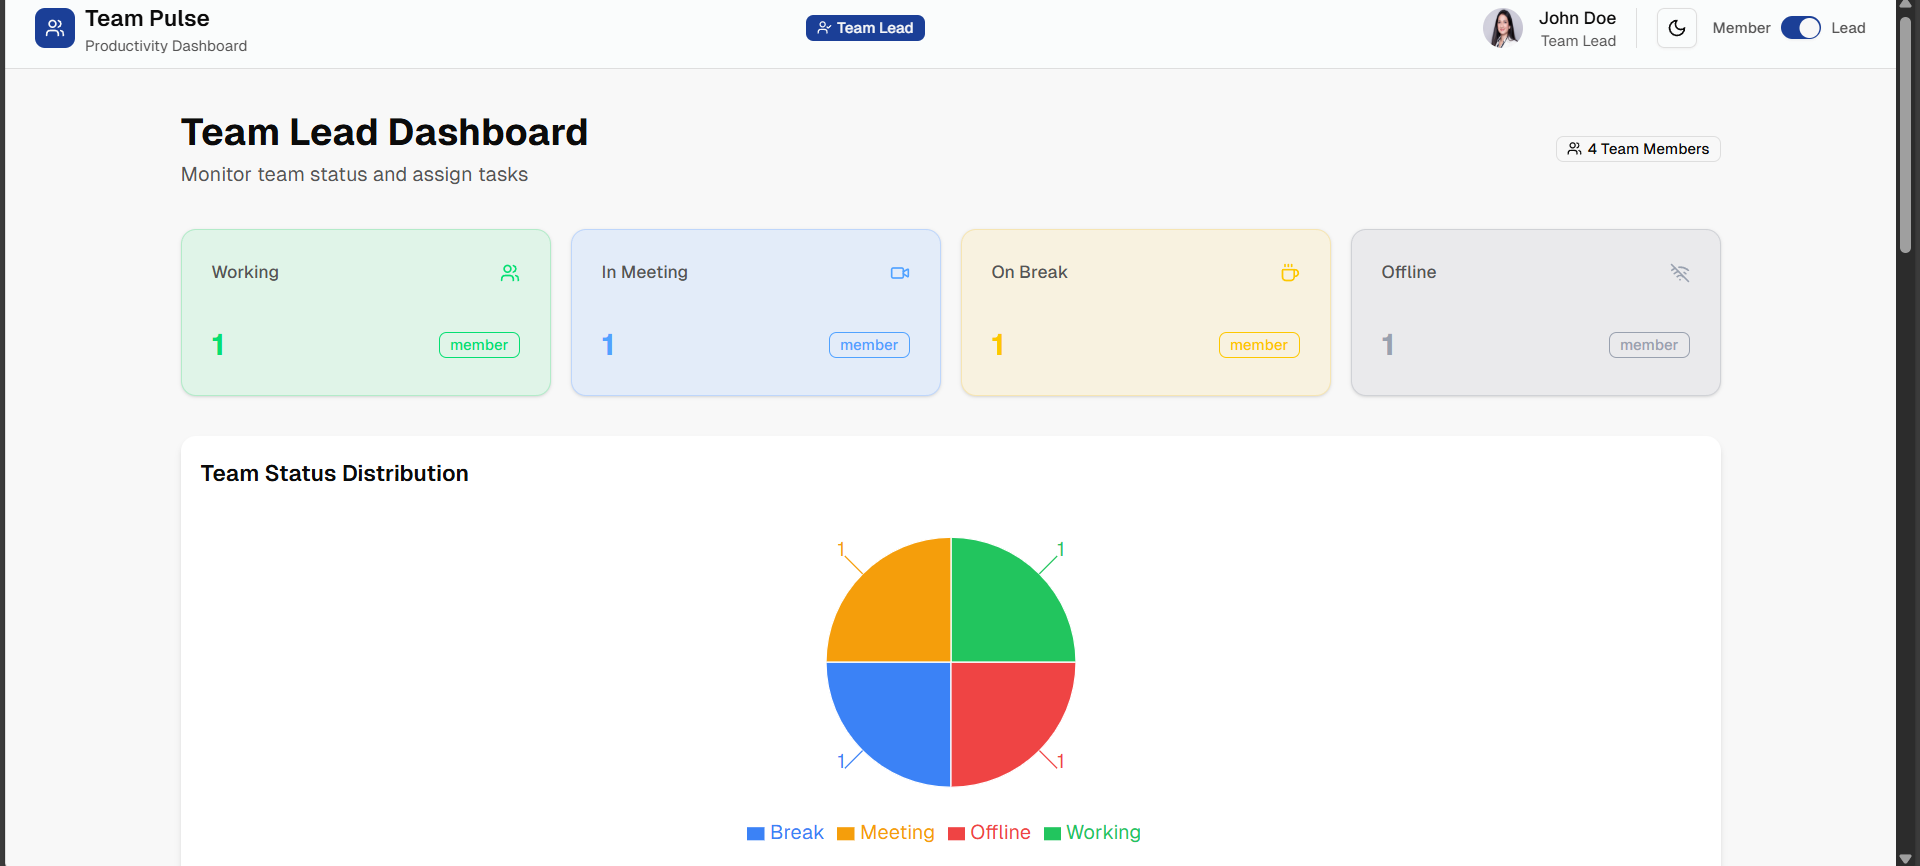 Team Pulse
Productivity Dashboard
Team Lead
John Doe
Team Lead
Member
Lead
Team Lead Dashboard
Monitor team status and assign tasks
4 Team Members
Working
1
member
In Meeting
1
member
On Break
1
member
Offline
1
member
Team Status Distribution
1
1
1
1
Break
Meeting
Offline
Working